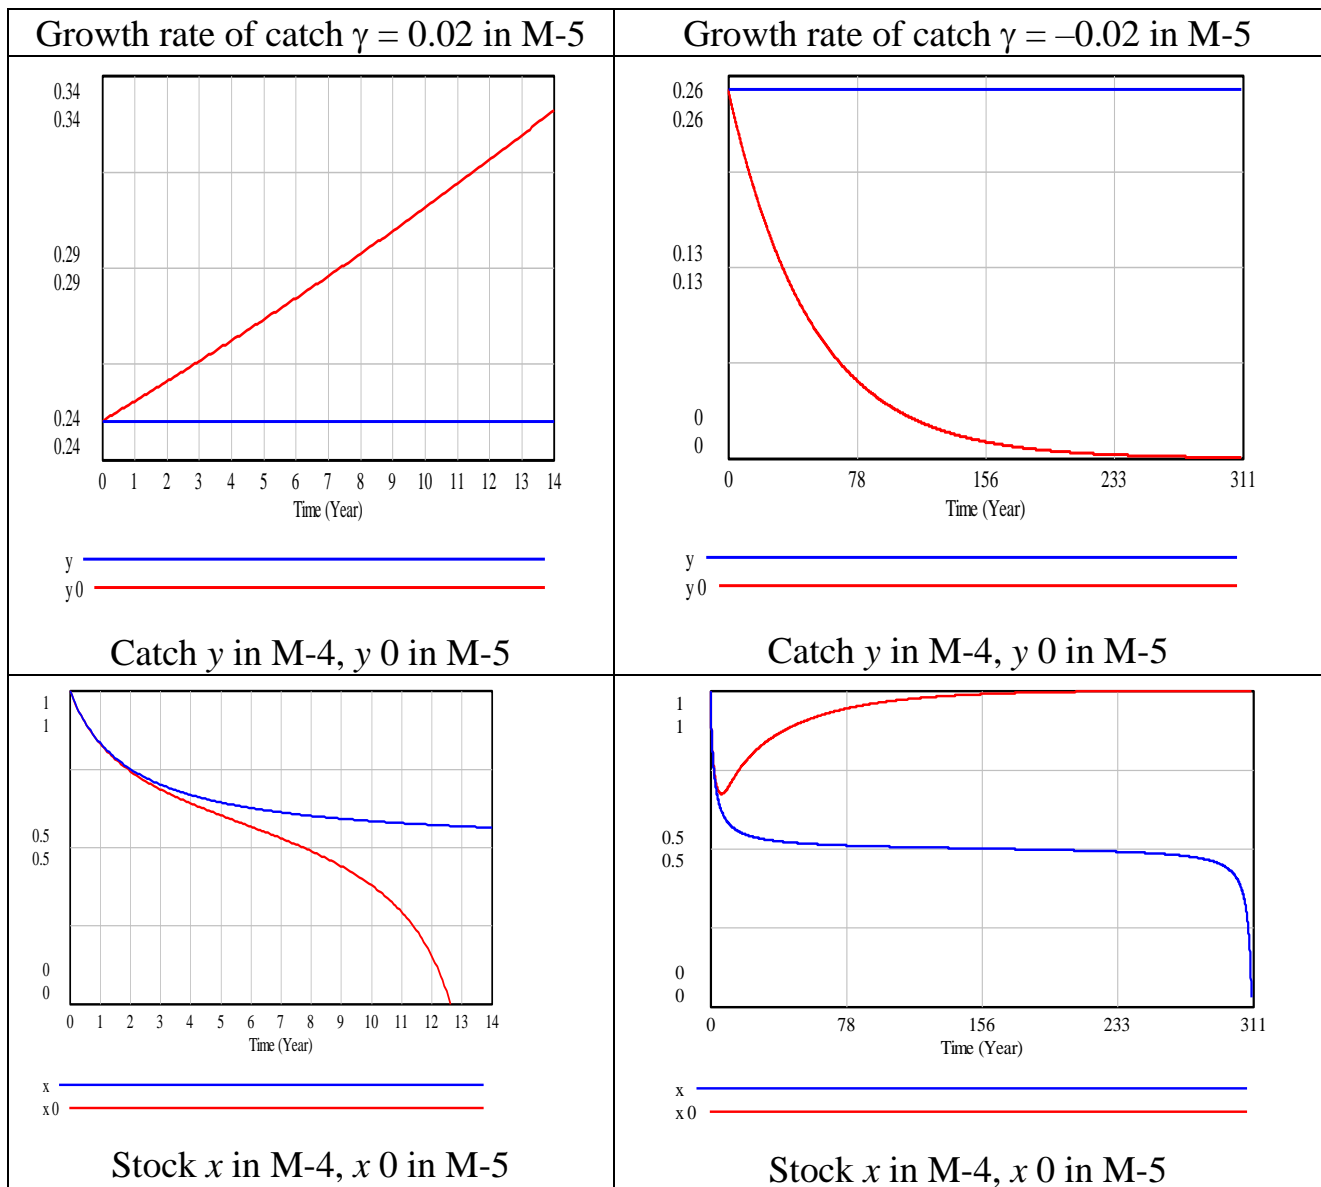 Growth rate of catch γ = 0.02 in M-5
0.34
0.34
0.29
0.29
0.24
0.24
0 1 2 3 4 5 6 7 8 9 10 11 12 13 14
Time (Year)
y
y 0
Catch y in M-4, y 0 in M-5
Growth rate of catch γ = –0.02 in M-5
0.26
0.26
0.13
0.13
0
0
0 78 156 233 311
Time (Year)
y
y 0
Catch y in M-4, y 0 in M-5
1
1
0.5
0.5
0
0
0 1 2 3 4 5 6 7 8 9 10 11 12 13 14
Time (Year)
x
x 0
Stock x in M-4, x 0 in M-5
1
1
0.5
0.5
0
0
0 78 156 233 311
Time (Year)
x
x 0
Stock x in M-4, x 0 in M-5